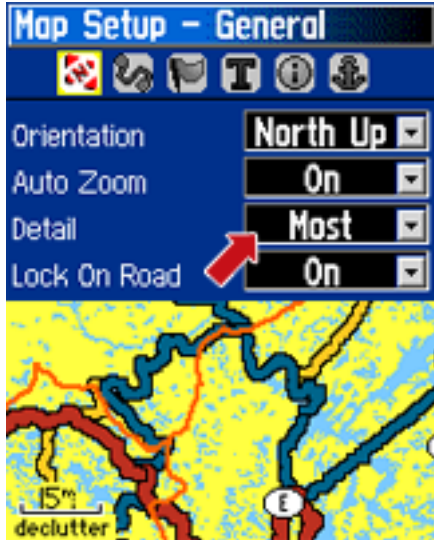 Map Setup - General
N T i
Orientation North Up
Auto Zoom On
Detail Most
Lock On Road On
E
15m
declutter